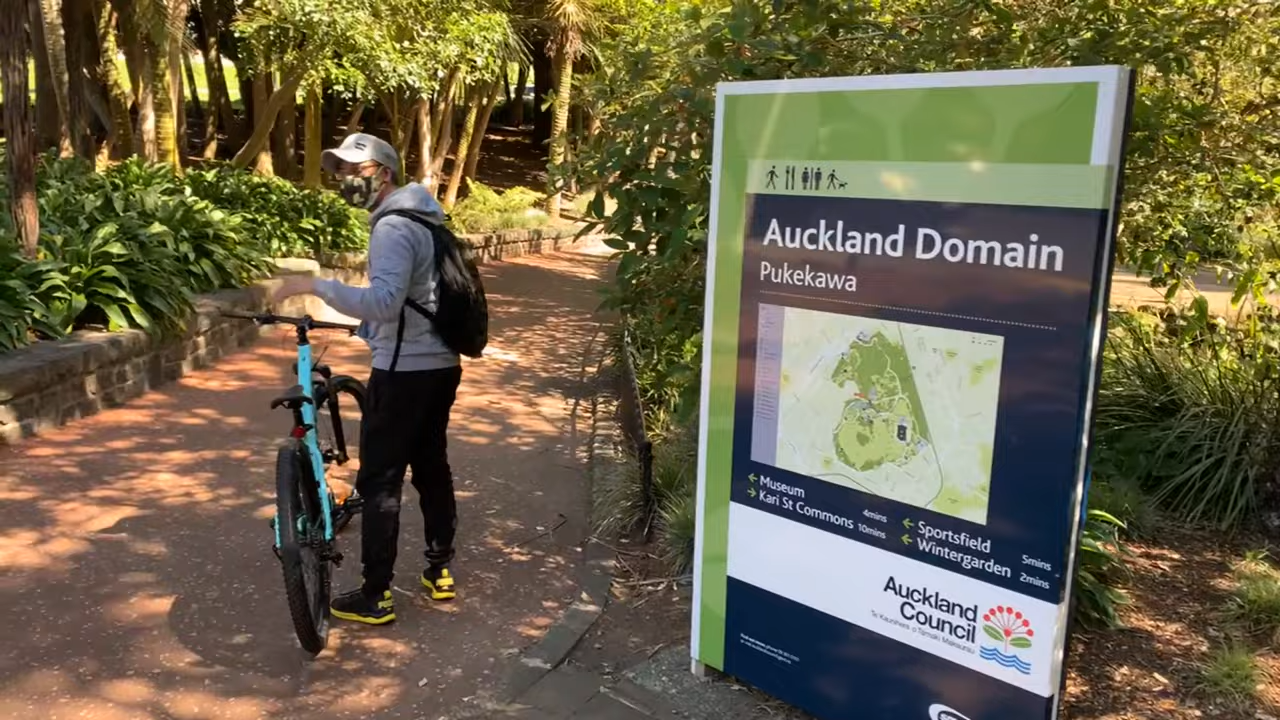 Auckland Domain
Pukekawa
Museum 4mins
Kari St Commons 10mins
Sportsfield 5mins
Wintergarden 2mins
Auckland
Council
Te Kaunihera o Tāmaki Makaurau